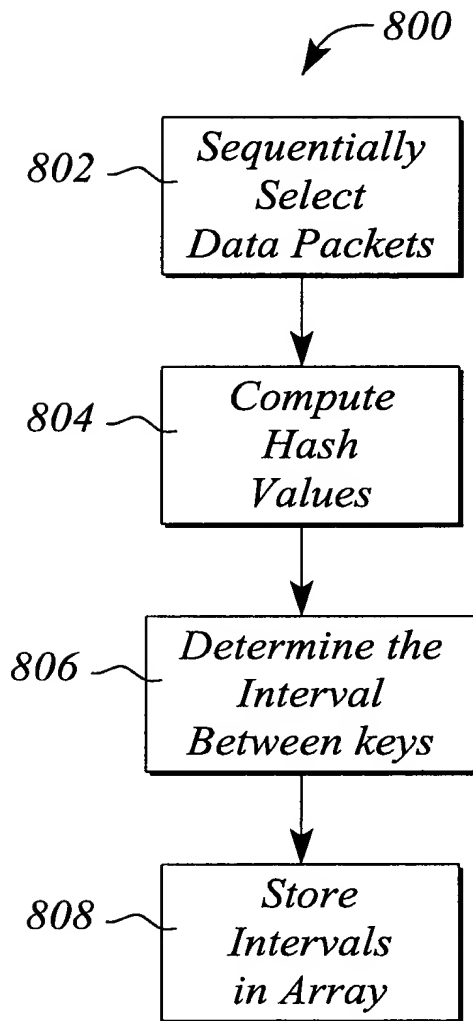 800
802
Sequentially
Select
Data Packets
804
Compute
Hash
Values
806
Determine the
Interval
Between keys
808
Store
Intervals
in Array